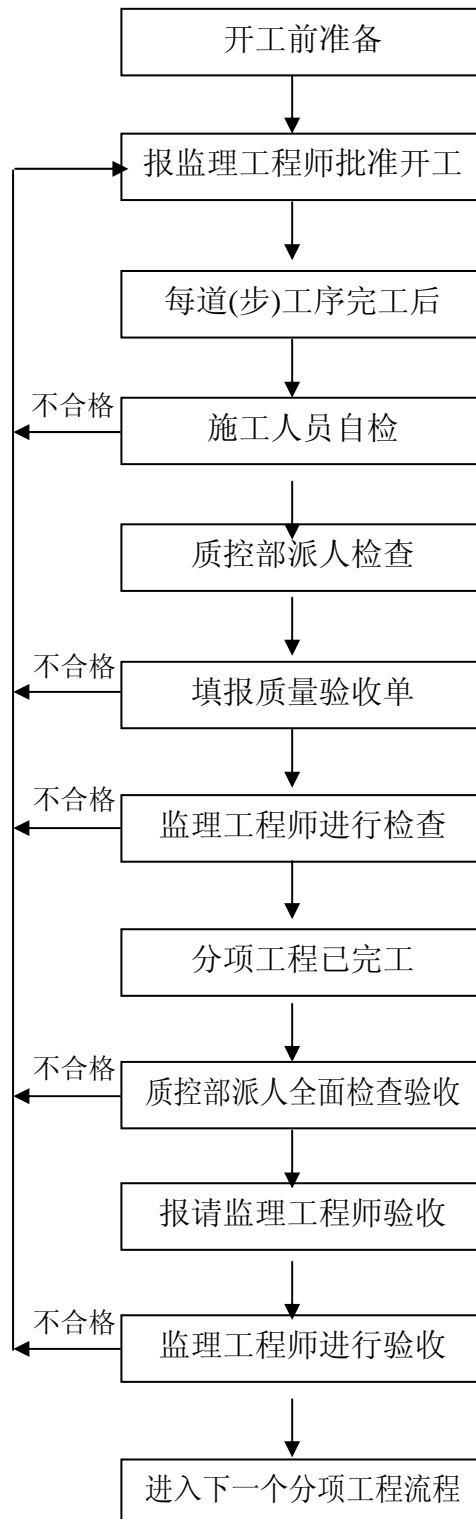 开工前准备
报监理工程师批准开工
每道(步)工序完工后
不合格
施工人员自检
质控部派人检查
不合格
填报质量验收单
不合格
监理工程师进行检查
分项工程已完工
不合格
质控部派人全面检查验收
报请监理工程师验收
不合格
监理工程师进行验收
进入下一个分项工程流程